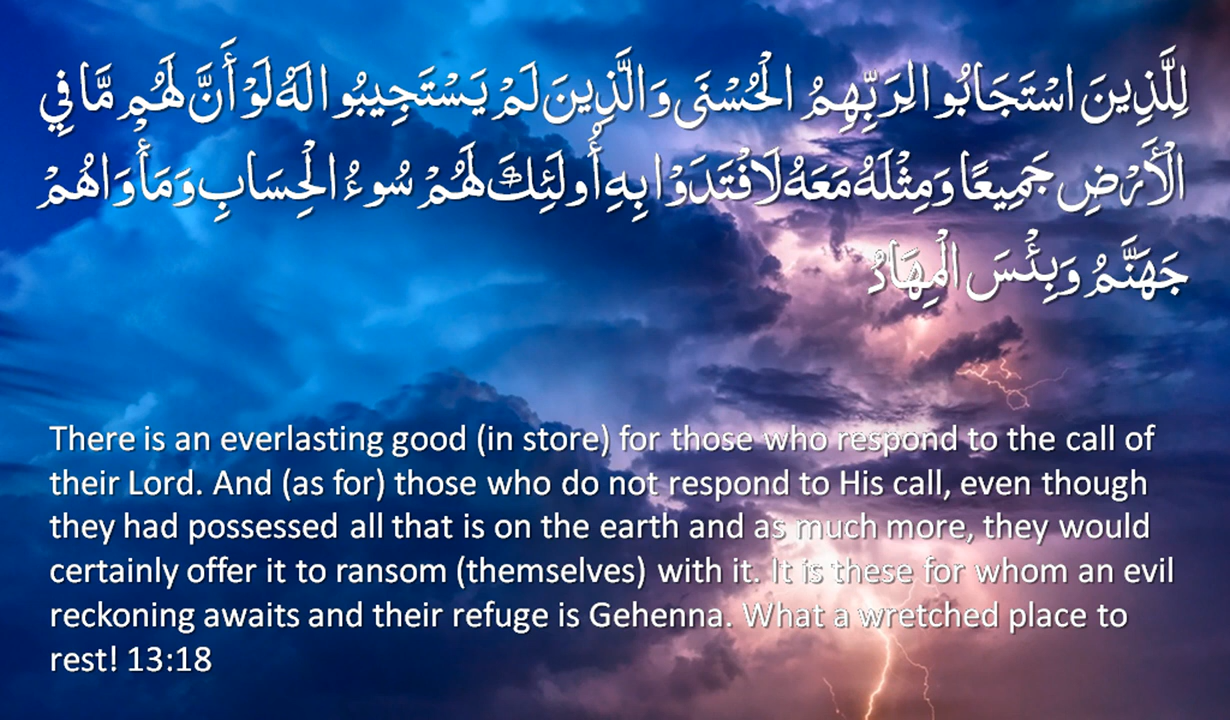 لِلَّذِينَ اسْتَجَابُوا لِرَبِّهِمُ الْحُسْنَى وَالَّذِينَ لَمْ يَسْتَجِيبُوا لَهُ لَوْ أَنَّ لَهُم مَّا فِي
الْأَرْضِ جَمِيعًا وَمِثْلَهُ مَعَهُ لَافْتَدَوْا بِهِ أُولَئِكَ لَهُمْ سُوءُ الْحِسَابِ وَمَأْوَاهُمْ
جَهَنَّمُ وَبِئْسَ الْمِهَادُ
There is an everlasting good (in store) for those who respond to the call of
their Lord. And (as for) those who do not respond to His call, even though
they had possessed all that is on the earth and as much more, they would
certainly offer it to ransom (themselves) with it. It is these for whom an evil
reckoning awaits and their refuge is Gehenna. What a wretched place to
rest! 13:18